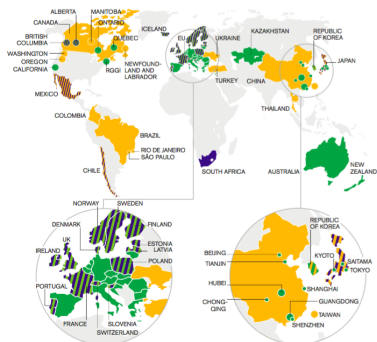 ALBERTA
MANITOBA
CANADA
ONTARIO
ICELAND
KAZAKHSTAN
REPUBLIC
OF KOREA
BRITISH
COLUMBIA
QUÉBEC
EU
UKRAINE
JAPAN
WASHINGTON
OREGON
CALIFORNIA
RGGI
NEWFOUND-
LAND AND
LABRADOR
TURKEY
CHINA
MEXICO
THAILAND
COLOMBIA
BRAZIL
RIO DE JANEIRO
SÃO PAULO
CHILE
SOUTH AFRICA
AUSTRALIA
NEW
ZEALAND
NORWAY
SWEDEN
DENMARK
FINLAND
UK
IRELAND
ESTONIA
LATVIA
POLAND
PORTUGAL
FRANCE
SLOVENIA
SWITZERLAND
REPUBLIC
OF KOREA
BEIJING
TIANJIN
KYOTO
SAITAMA
TOKYO
HUBEI
SHANGHAI
CHONG-
QING
GUANGDONG
TAIWAN
SHENZHEN